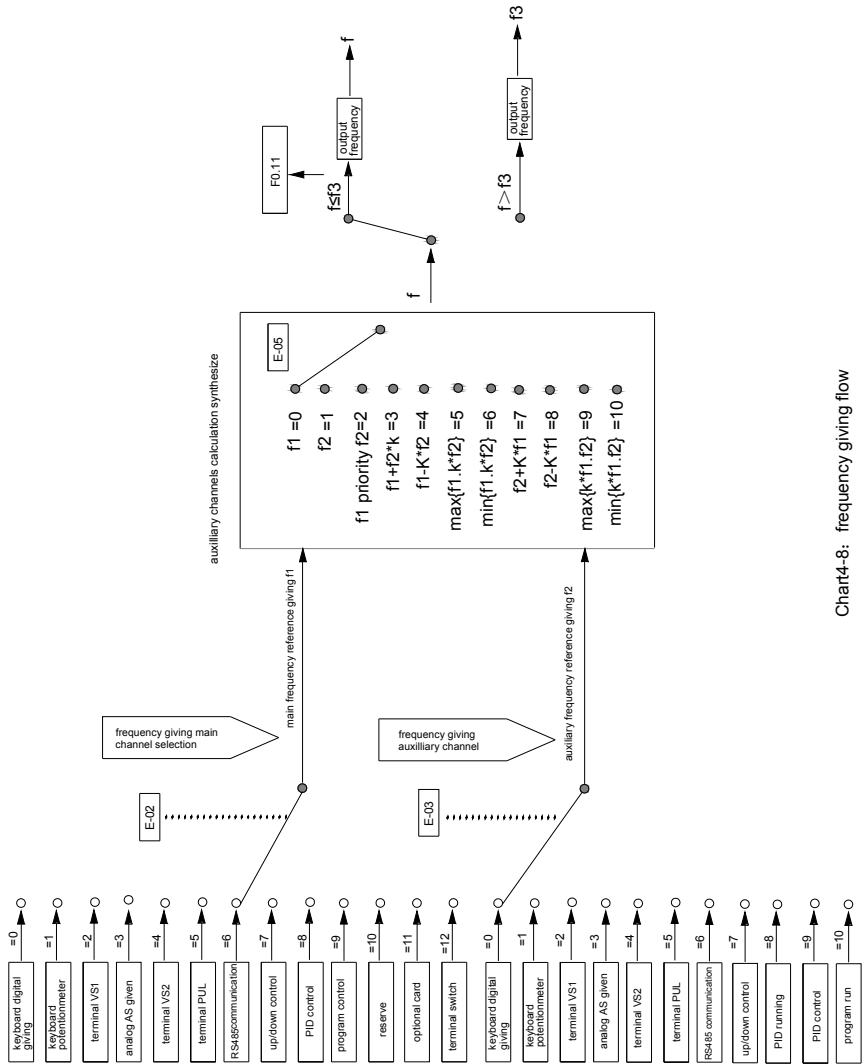 keyboard digital
giving
=0
keyboard
potentionmeter
=1
terminal VS1
=2
analog AS given
=3
terminal VS2
=4
terminal PUL
=5
RS485communication
=6
up/down control
=7
PID control
=8
program control
=9
reserve
=10
optional card
=11
terminal switch
=12
keyboard digital
giving
=0
keyboard
potentionmeter
=1
terminal VS1
=2
analog AS given
=3
terminal VS2
=4
terminal PUL
=5
RS485 communication
=6
up/down control
=7
PID running
=8
PID control
=9
program run
=10
E-02
E-03
frequency giving main
channel selection
frequency giving
auxilliary channel
main frequency reference giving f1
auxiliary frequency reference giving f2
auxilliary channels calculation synthesize
E-05
f1 =0
f2 =1
f1 priority f2=2
f1+f2*k =3
f1-K*f2 =4
max{f1.k*f2} =5
min{f1.k*f2} =6
f2+K*f1 =7
f2-K*f1 =8
max{k*f1.f2} =9
min{k*f1.f2} =10
f
F0.11
f≤f3
output
frequency
f
f>f3
output
frequency
f3
Chart4-8: frequency giving flow